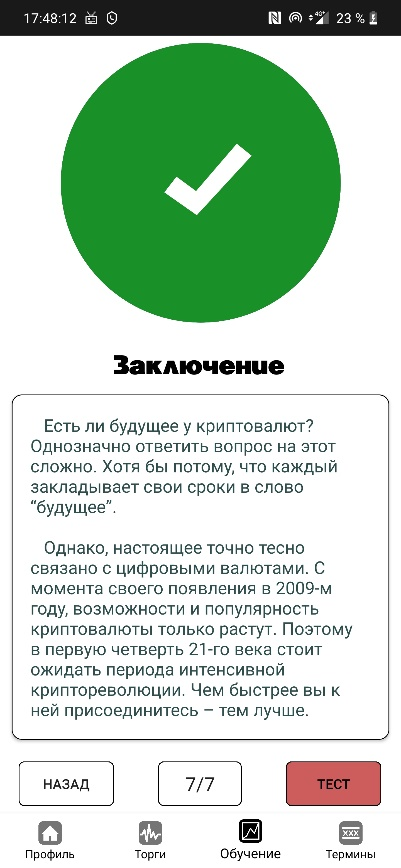 17:48:12 4G+ 23 %
Заключение
Есть ли будущее у криптовалют?
Однозначно ответить вопрос на этот
сложно. Хотя бы потому, что каждый
закладывает свои сроки в слово
“будущее”.
Однако, настоящее точно тесно
связано с цифровыми валютами. С
момента своего появления в 2009-м
году, возможности и популярность
криптовалюты только растут. Поэтому
в первую четверть 21-го века стоит
ожидать периода интенсивной
криптореволюции. Чем быстрее вы к
ней присоединитесь – тем лучше.
НАЗАД 7/7 ТЕСТ
Профиль Торги Обучение Термины